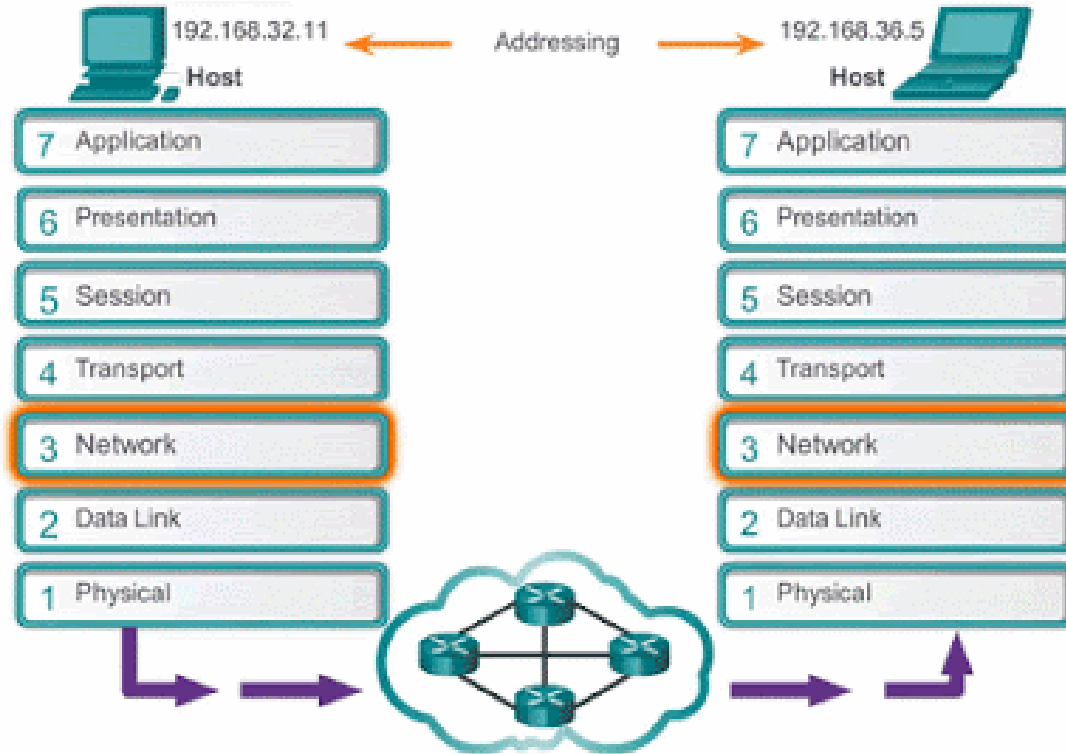 192.168.32.11
Addressing
192.168.36.5
Host
Host
7 Application
6 Presentation
5 Session
4 Transport
3 Network
2 Data Link
1 Physical
7 Application
6 Presentation
5 Session
4 Transport
3 Network
2 Data Link
1 Physical